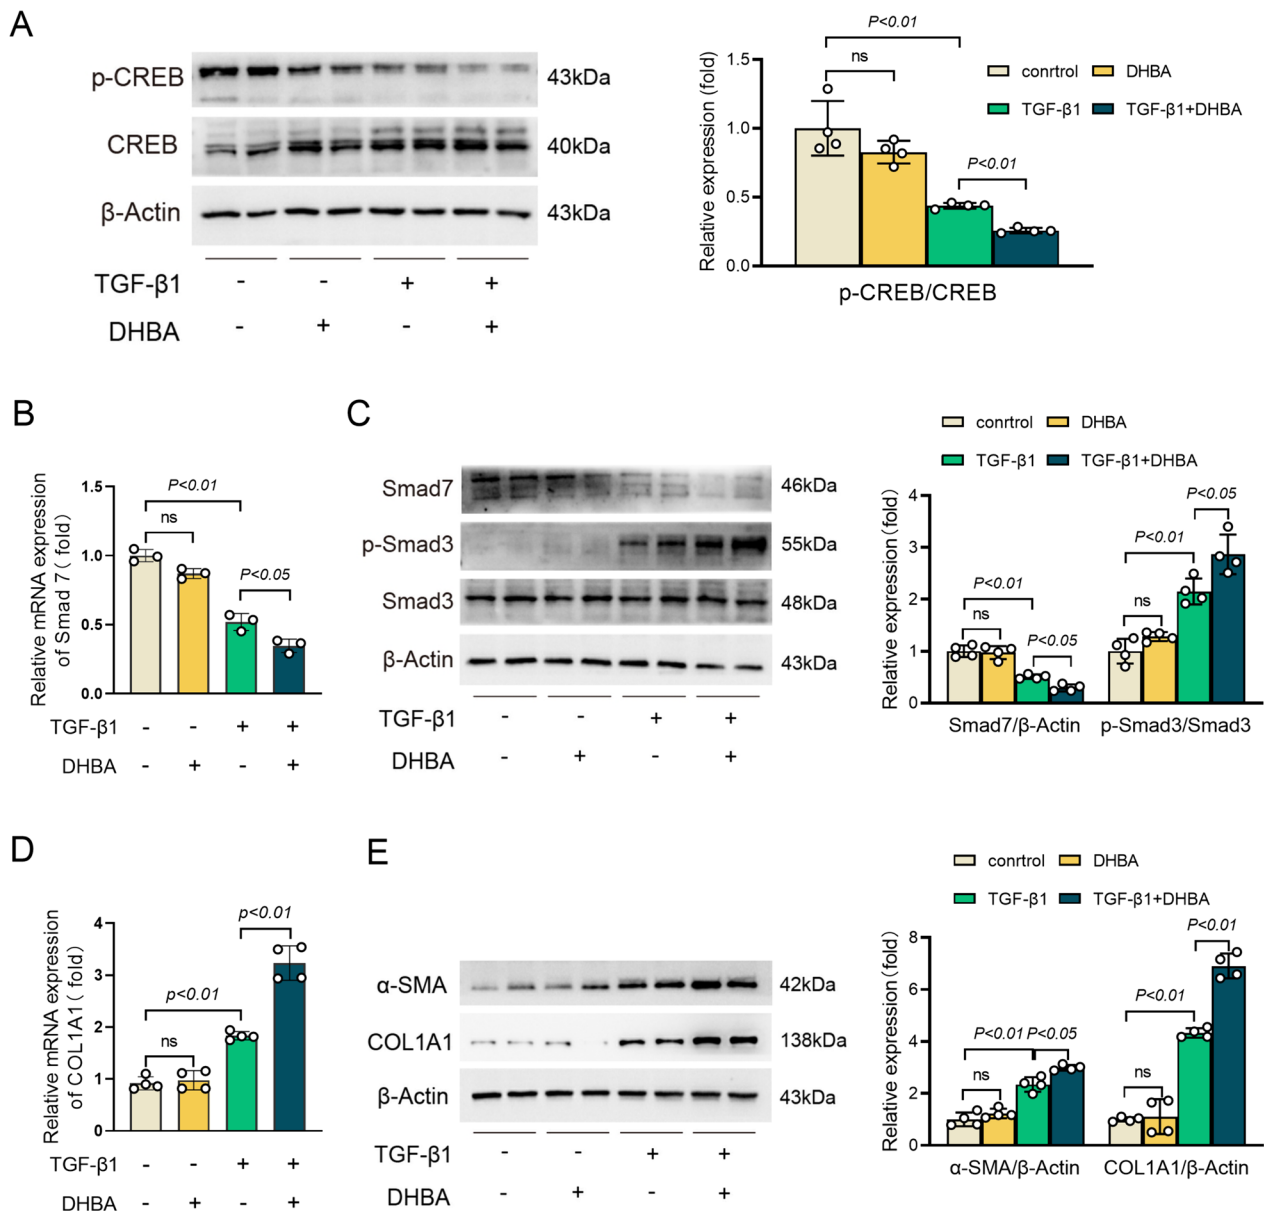 A
p-CREB 43kDa
CREB 40kDa
β-Actin 43kDa
TGF-β1 - - + +
DHBA - + - +
Relative expression (fold)
1.5
1.0
0.5
0.0
P<0.01
ns
P<0.01
conrtrol DHBA
TGF-β1 TGF-β1+DHBA
p-CREB/CREB
B
Relative mRNA expression
of Smad 7 ( fold)
1.5
1.0
0.5
0.0
P<0.01
ns
P<0.05
TGF-β1 - - + +
DHBA - + - +
C
Smad7 46kDa
p-Smad3 55kDa
Smad3 48kDa
β-Actin 43kDa
TGF-β1 - - + +
DHBA - + - +
conrtrol DHBA
TGF-β1 TGF-β1+DHBA
Relative expression (fold)
4
3
2
1
0
P<0.01
ns
P<0.05
P<0.01
ns
P<0.05
Smad7/β-Actin p-Smad3/Smad3
D
Relative mRNA expression
of COL1A1 ( fold)
4
3
2
1
0
p<0.01
p<0.01
ns
TGF-β1 - - + +
DHBA - + - +
E
α-SMA 42kDa
COL1A1 138kDa
β-Actin 43kDa
TGF-β1 - - + +
DHBA - + - +
conrtrol DHBA
TGF-β1 TGF-β1+DHBA
Relative expression (fold)
8
6
4
2
0
P<0.01 P<0.05
ns
P<0.01
P<0.01
ns
α-SMA/β-Actin COL1A1/β-Actin